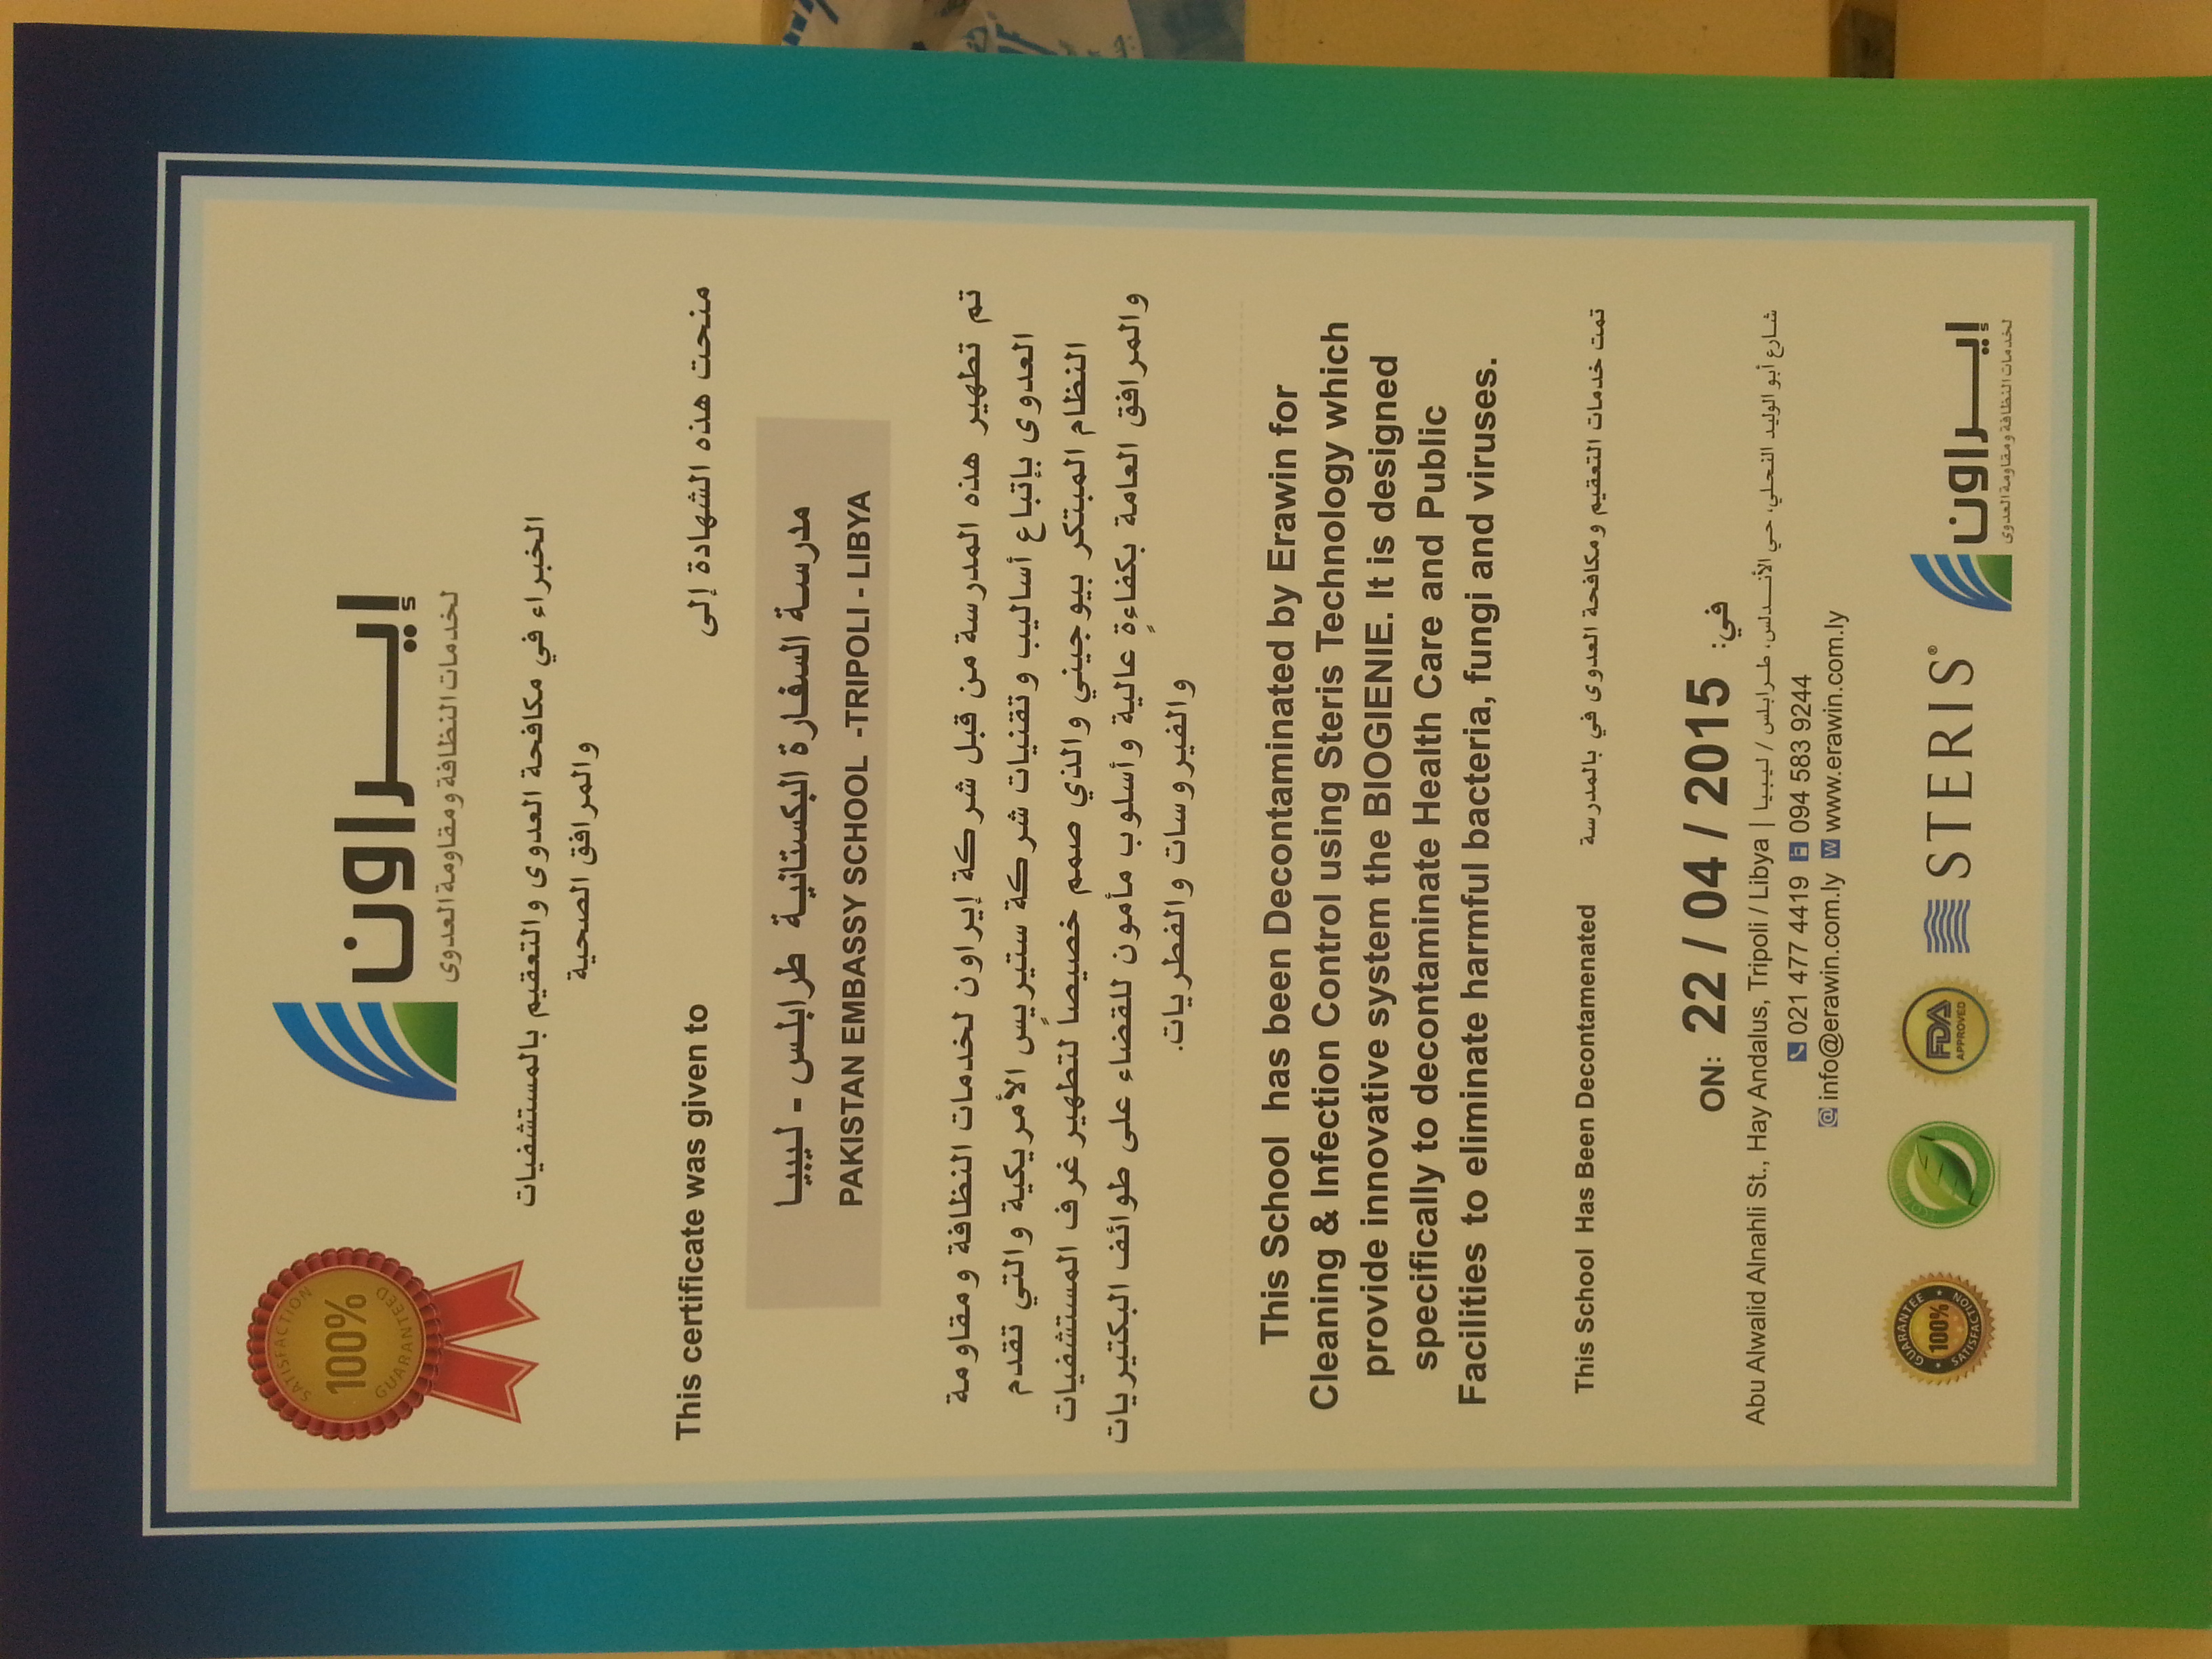 SATISFACTION
100%
GUARANTEED
إيراون
لخدمات النظافة ومقاومة العدوى
الخبراء في مكافحة العدوى والتعقيم بالمستشفيات
والمرافق الصحية
This certificate was given to
منحت هذه الشهادة إلى
مدرسة السفارة البكستانية طرابلس - ليبيا
PAKISTAN EMBASSY SCHOOL -TRIPOLI - LIBYA
تم تطهير هذه المدرسة من قبل شركة إيراون لخدمات النظافة ومقاومة
العدوى بإتباع أساليب وتقنيات شركة ستيريس الأمريكية والتي تقدم
النظام المبتكر بيوجيني والذي صمم خصيصاً لتطهير غرف المستشفيات
والمرافق العامة بكفاءةٍ عالية وأسلوب مأمون للقضاء على طوائف البكتيريات
والفيروسات والفطريات.
This School has been Decontaminated by Erawin for
Cleaning & Infection Control using Steris Technology which
provide innovative system the BIOGIENIE. It is designed
specifically to decontaminate Health Care and Public
Facilities to eliminate harmful bacteria, fungi and viruses.
This School Has Been Decontamenated
تمت خدمات التعقيم ومكافحة العدوى في بالمدرسة
ON: 22 / 04 / 2015 في:
Abu Alwalid Alnahli St., Hay Andalus, Tripoli / Libya | شارع أبو الوليد النحلي، حي الأندلس، طرابلس / ليبيا
021 477 4419 094 583 9244
@ info@erawin.com.ly W www.erawin.com.ly
GUARANTEE
100%
SATISFACTION
FDA
APPROVED
STERIS®
إيراون
لخدمات النظافة ومقاومة العدوى